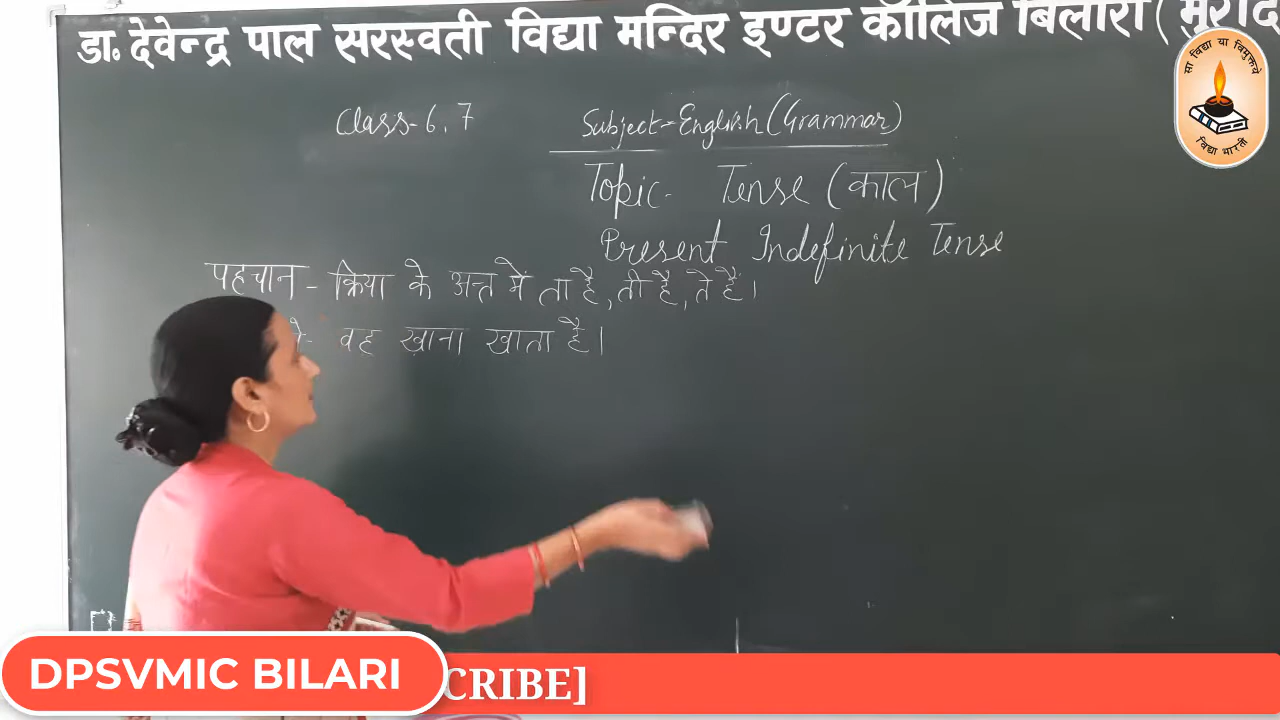 डा. देवेन्द्र पाल सरस्वती विद्या मन्दिर इण्टर कॉलिज बिलारी (
सा विद्या या विमुक्तये
विद्या भारती
Class-6,7
Subject-English (Grammar)
Topic- Tense (काल)
Present Indefinite Tense
पहचान - क्रिया के अन्त में ता है, ती है, ते हैं।
वह खाना खाता है।
DPSVMIC BILARI
CRIBE]